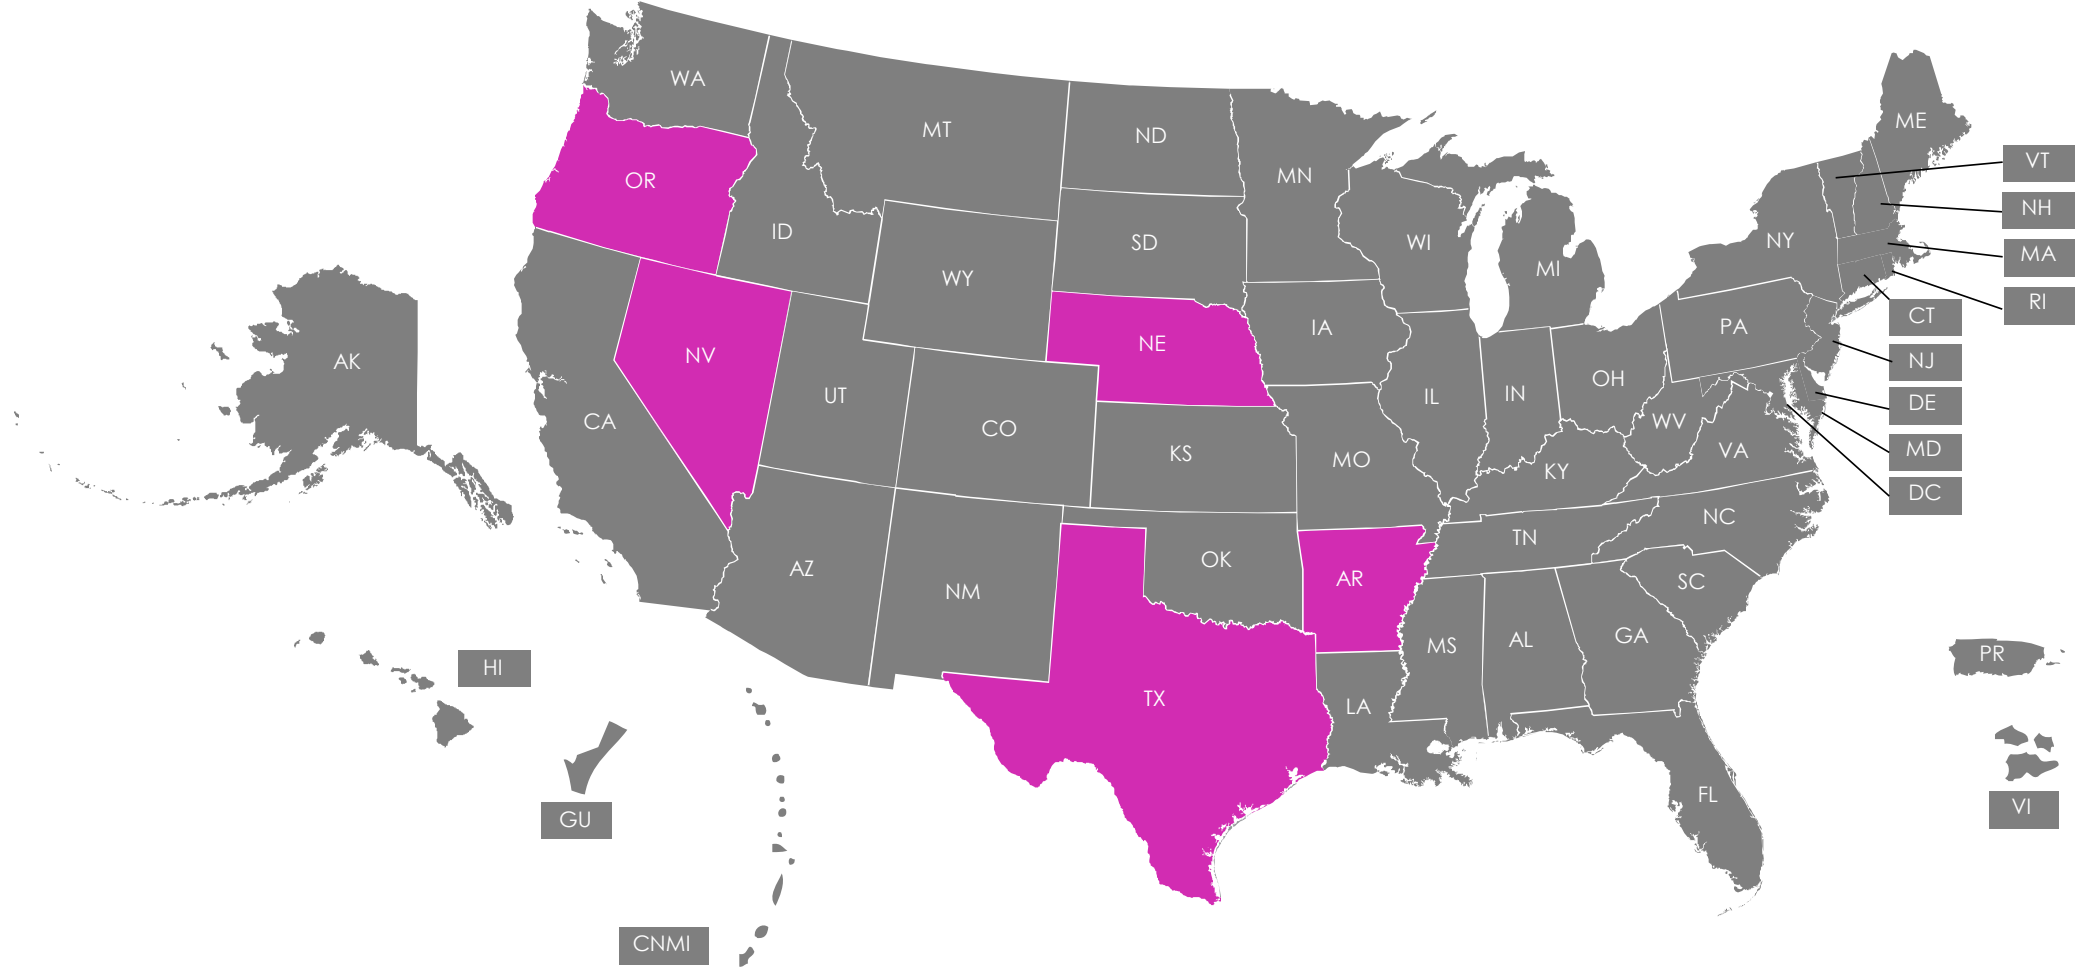 WA
MT
ND
MN
ME
VT
OR
NH
ID
SD
WI
NY
MA
WY
MI
RI
NE
IA
PA
CT
AK
NV
UT
IL
IN
OH
NJ
CA
CO
KS
MO
WV
VA
DE
KY
MD
DC
AZ
NM
OK
AR
TN
NC
SC
MS
AL
GA
HI
TX
LA
PR
GU
FL
VI
CNMI